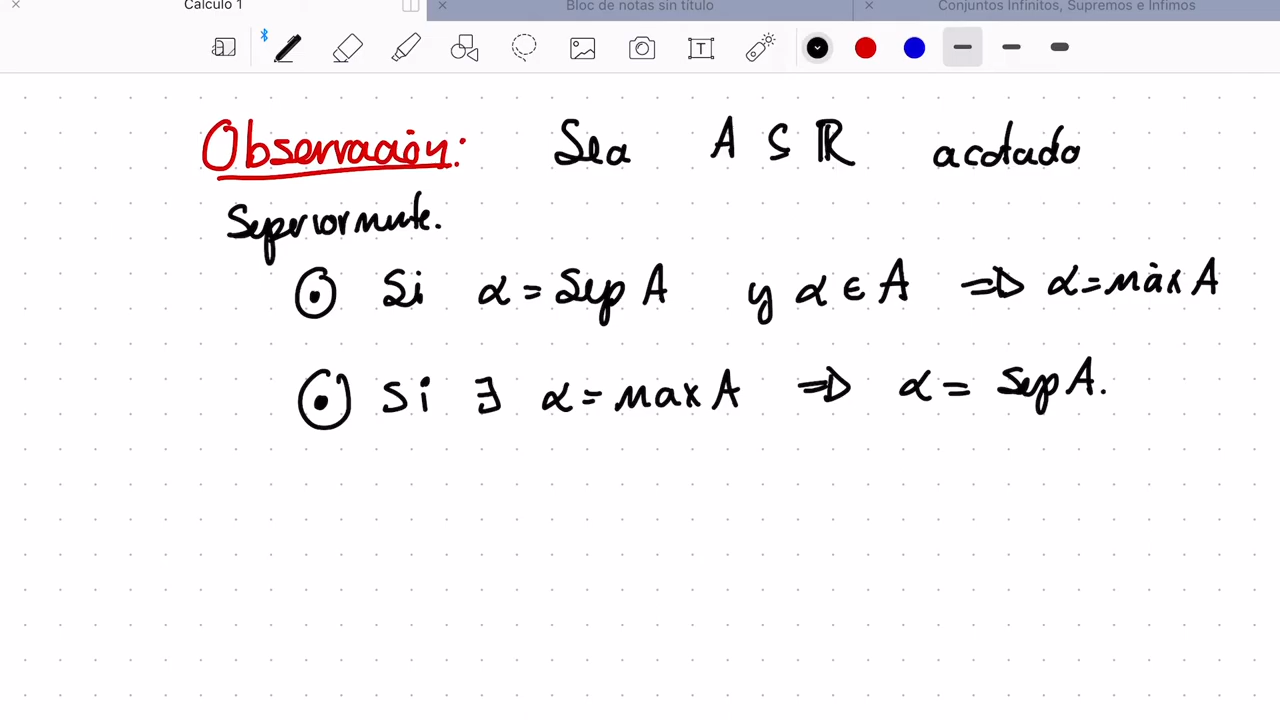 Calculo 1 Bloc de notas sin título Conjuntos Infinitos, Supremos e Infimos
Observación: Sea A ⊆ ℝ acotado
Superiormente.
⊙ Si α = Sup A y α ∈ A ⇒ α = máx A
⊙ Si ∃ α = max A ⇒ α = Sup A.